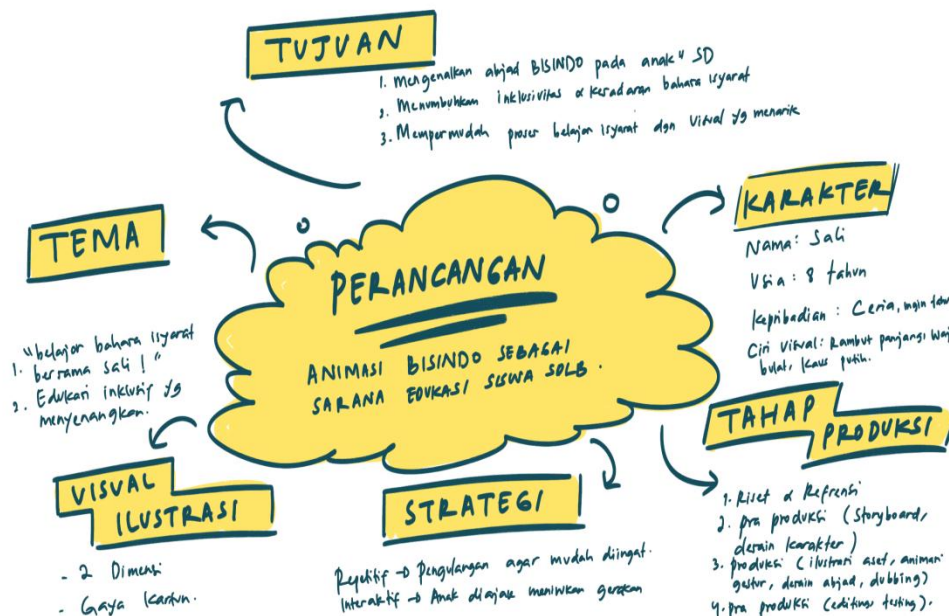 TUJUAN
1. Mengenalkan abjad BISINDO pada anak" SD
2. Menumbuhkan inklusivitas & kesadaran bahasa isyarat
3. Mempermudah proses belajar isyarat dgn visual yg menarik
TEMA
1. "belajar bahasa isyarat
bersama Sali!"
2. Edukasi inklusif yg
menyenangkan.
PERANCANGAN
ANIMASI BISINDO SEBAGAI
SARANA EDUKASI SISWA SDLB.
KARAKTER
Nama: Sali
Usia: 8 tahun
Kepribadian: Ceria, ingin
Ciri Visual: Rambut panjang,
bulat, kaus putih.
VISUAL
ILUSTRASI
- 2 Dimensi
- Gaya Kartun.
STRATEGI
Repetitif → Pengulangan agar mudah diingat.
Interaktif → Anak diajak menirukan gerakan
TAHAP
PRODUKSI
1. Riset & Refrensi
2. pra produksi (storyboard,
desain karakter)
3. produksi (ilustrasi aset, animasi
gestur, desain abjad, dubbing)
4. pra produksi (editing, testing).